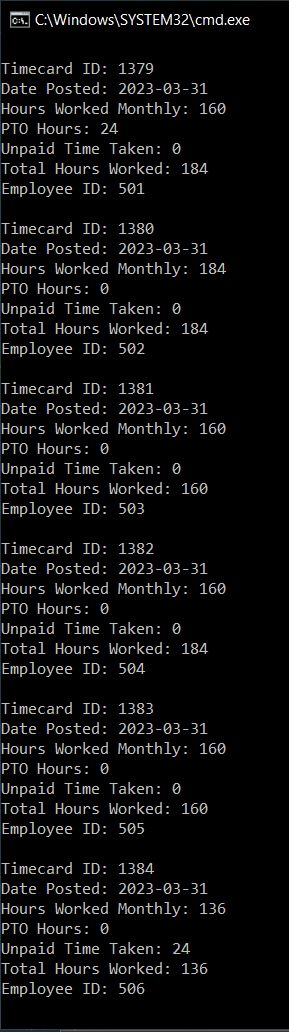 C:\Windows\SYSTEM32\cmd.exe
Timecard ID: 1379
Date Posted: 2023-03-31
Hours Worked Monthly: 160
PTO Hours: 24
Unpaid Time Taken: 0
Total Hours Worked: 184
Employee ID: 501
Timecard ID: 1380
Date Posted: 2023-03-31
Hours Worked Monthly: 184
PTO Hours: 0
Unpaid Time Taken: 0
Total Hours Worked: 184
Employee ID: 502
Timecard ID: 1381
Date Posted: 2023-03-31
Hours Worked Monthly: 160
PTO Hours: 0
Unpaid Time Taken: 0
Total Hours Worked: 160
Employee ID: 503
Timecard ID: 1382
Date Posted: 2023-03-31
Hours Worked Monthly: 160
PTO Hours: 0
Unpaid Time Taken: 0
Total Hours Worked: 184
Employee ID: 504
Timecard ID: 1383
Date Posted: 2023-03-31
Hours Worked Monthly: 160
PTO Hours: 0
Unpaid Time Taken: 0
Total Hours Worked: 160
Employee ID: 505
Timecard ID: 1384
Date Posted: 2023-03-31
Hours Worked Monthly: 136
PTO Hours: 0
Unpaid Time Taken: 24
Total Hours Worked: 136
Employee ID: 506